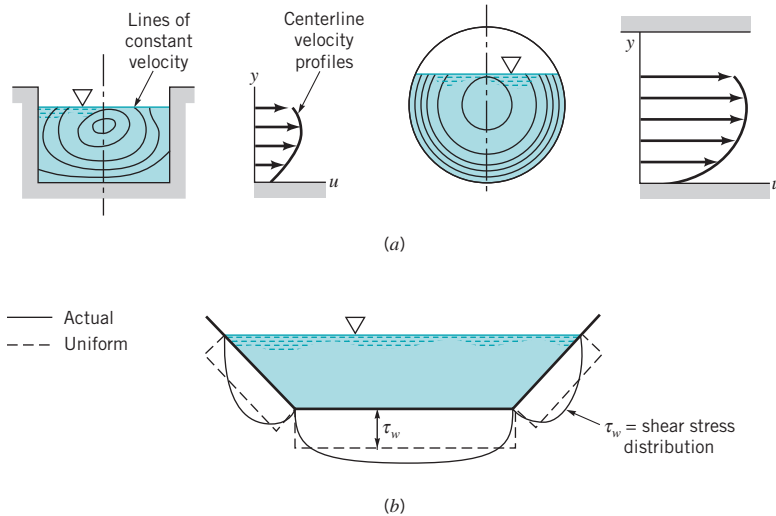 Lines of
constant
velocity
Centerline
velocity
profiles
y
u
y
u
(a)
Actual
Uniform
τw
τw = shear stress
distribution
(b)